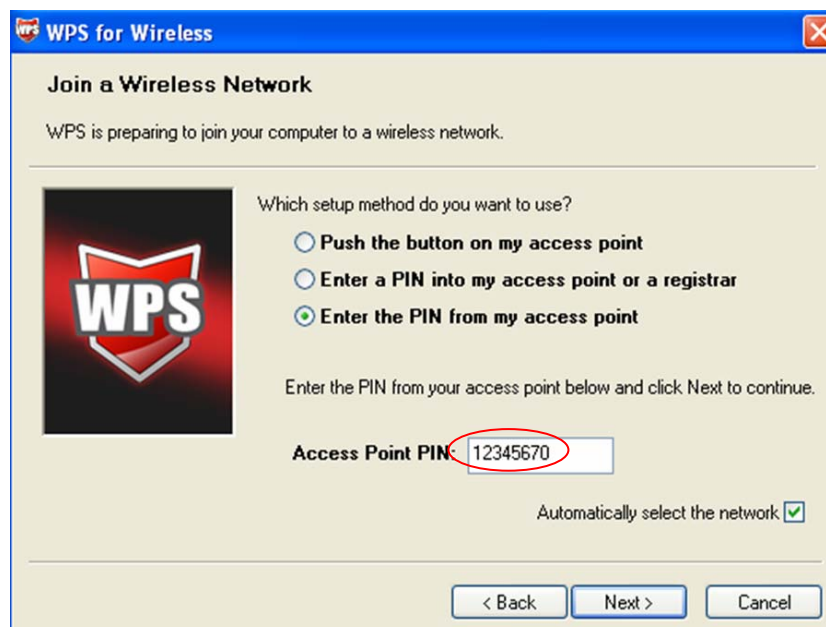 WPS for Wireless
Join a Wireless Network
WPS is preparing to join your computer to a wireless network.
WPS
Which setup method do you want to use?
Push the button on my access point
Enter a PIN into my access point or a registrar
Enter the PIN from my access point
Enter the PIN from your access point below and click Next to continue.
Access Point PIN: 12345670
Automatically select the network
< Back Next > Cancel